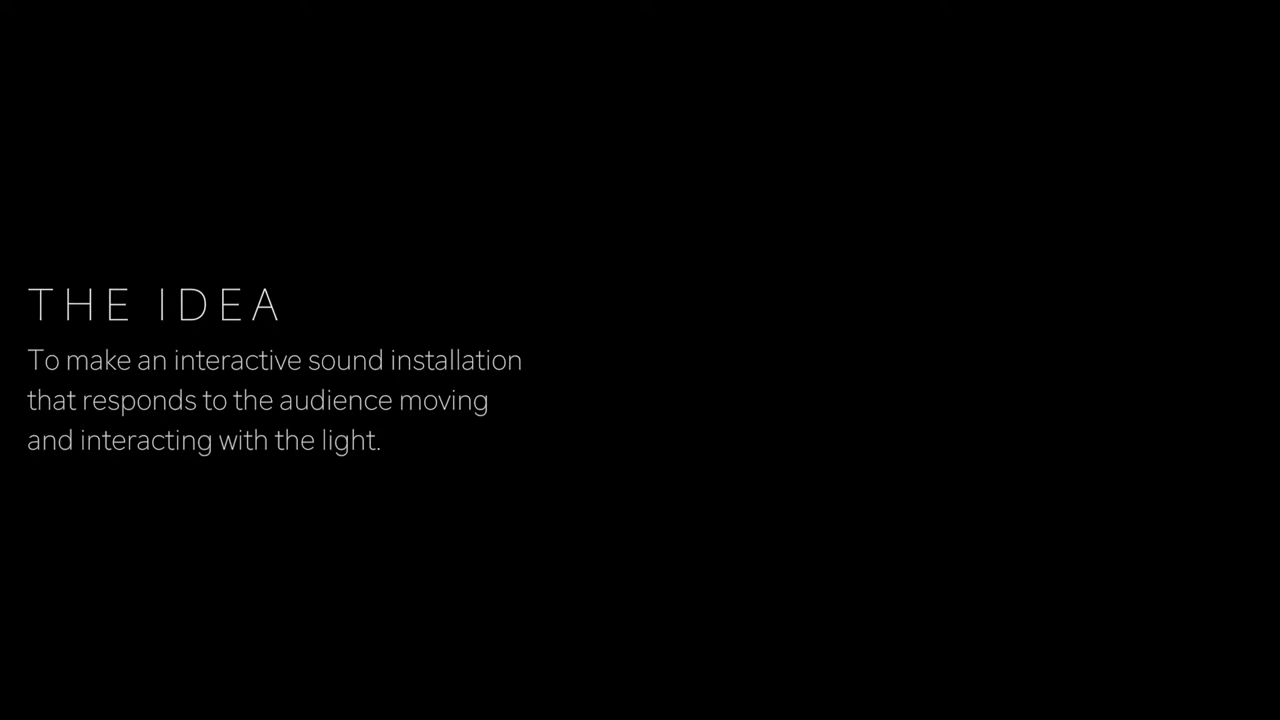 THE IDEA
To make an interactive sound installation
that responds to the audience moving
and interacting with the light.